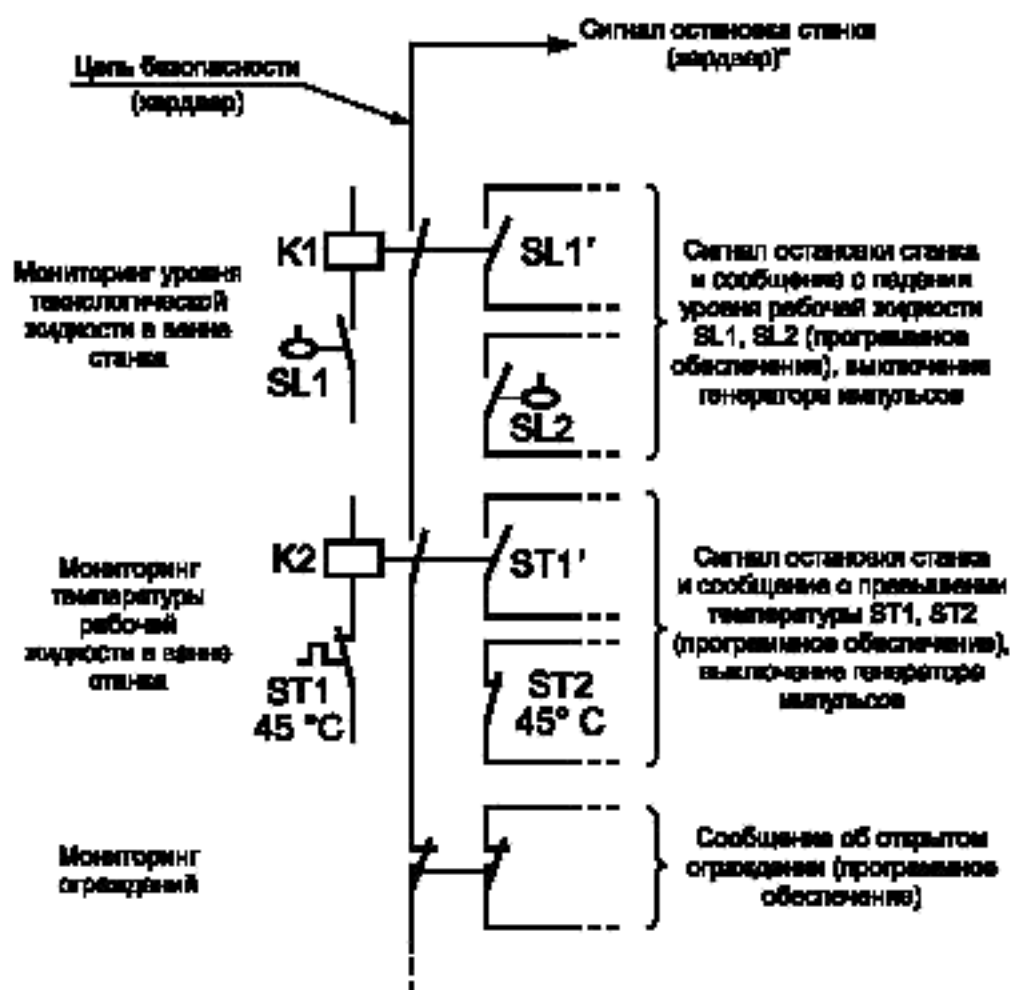 Сигнал остановка станка
(хардвер)"
Цепь безопасности
(хардвер)
K1
SL1'
Мониторинг уровня
технологической
жидкости в ванне
станка
SL1
SL2
Сигнал остановки станка
и сообщение о падении
уровня рабочей жидкости
SL1, SL2 (программное
обеспечение), выключение
генератора импульсов
K2
ST1'
Мониторинг
температуры
рабочей
жидкости в ванне
станка
ST1
45 °C
ST2
45° C
Сигнал остановки станка
и сообщение о превышении
температуры ST1, ST2
(программное обеспечение),
выключение генератора
импульсов
Мониторинг
ограждений
Сообщение об открытом
ограждении (программное
обеспечение)